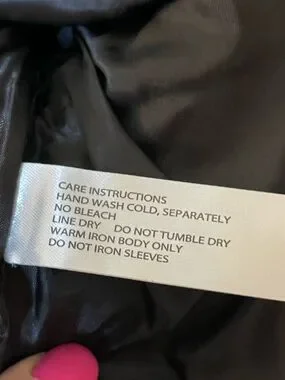 CARE INSTRUCTIONS
HAND WASH COLD, SEPARATELY
NO BLEACH
LINE DRY DO NOT TUMBLE DRY
WARM IRON BODY ONLY
DO NOT IRON SLEEVES